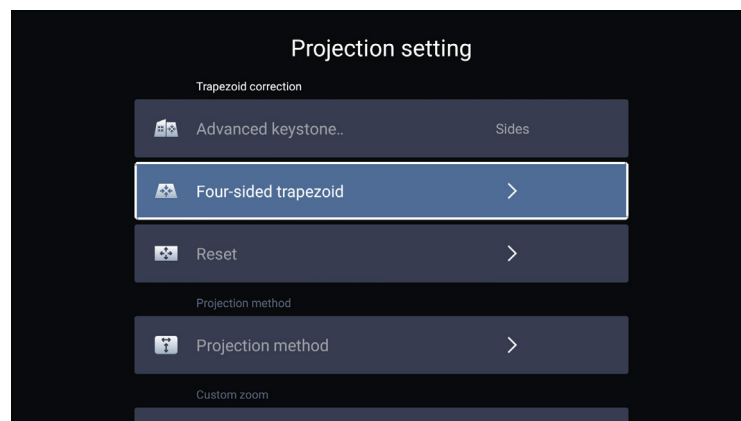 Projection setting
Trapezoid correction
Advanced keystone.. Sides
Four-sided trapezoid
Reset
Projection method
Projection method
Custom zoom